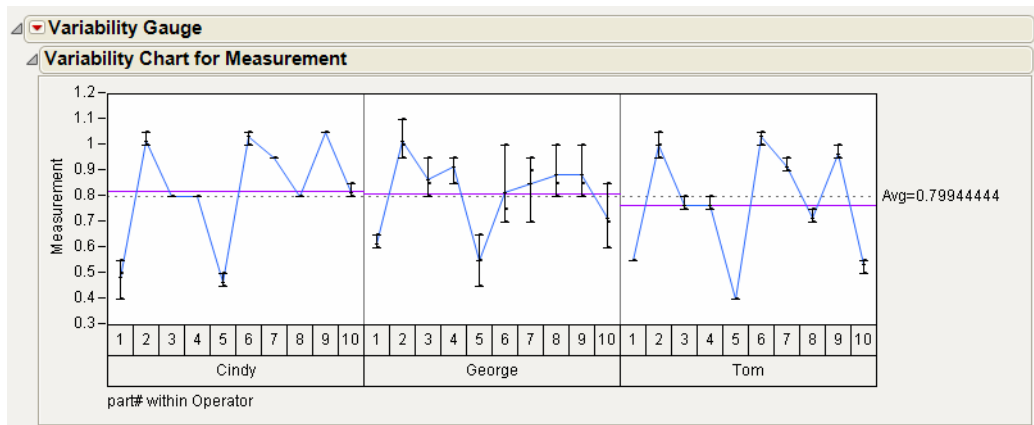 Variability Gauge
Variability Chart for Measurement
1.2
1.1
1
0.9
0.8
0.7
0.6
0.5
0.4
0.3
Measurement
Avg=0.79944444
1 2 3 4 5 6 7 8 9 10 1 2 3 4 5 6 7 8 9 10 1 2 3 4 5 6 7 8 9 10
Cindy George Tom
part# within Operator